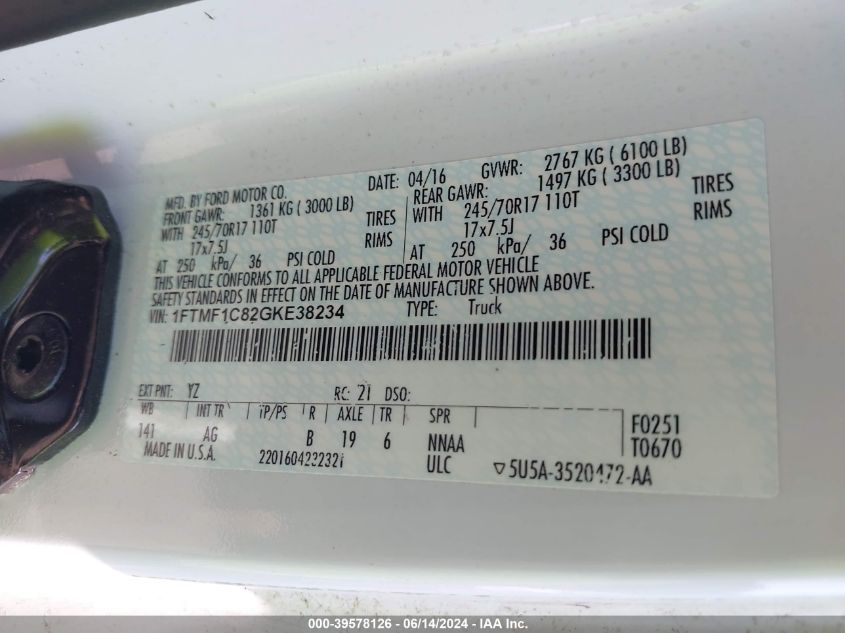 MFD. BY FORD MOTOR CO.
DATE: 04/16 GVWR: 2767 KG ( 6100 LB)
FRONT GAWR: 1361 KG ( 3000 LB)
REAR GAWR: 1497 KG ( 3300 LB)
WITH 245/70R17 110T TIRES
WITH 245/70R17 110T TIRES
17x7.5J RIMS
17x7.5J RIMS
AT 250 kPa/ 36 PSI COLD
AT 250 kPa/ 36 PSI COLD
THIS VEHICLE CONFORMS TO ALL APPLICABLE FEDERAL MOTOR VEHICLE
SAFETY STANDARDS IN EFFECT ON THE DATE OF MANUFACTURE SHOWN ABOVE.
VIN: 1FTMF1C82GKE38234 TYPE: Truck
EXT PNT: YZ RC: 21 DSO:
WB INT TR TP/PS R AXLE TR SPR
141 AG B 19 6 NNAA
F0251
T0670
MADE IN U.S.A. ULC
▽5U5A-3520472-AA
000-39578126 - 06/14/2024 - IAA Inc.